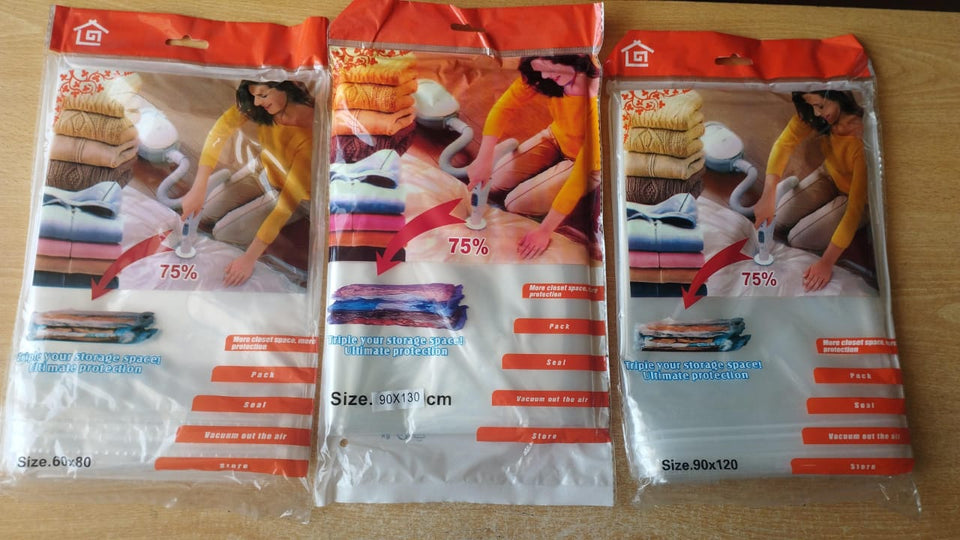 75%
More closet space, more
protection
Triple your storage space!
Ultimate protection
Pack
Seal
Vacuum out the air
Store
Size.60x80
75%
More closet space, more
protection
Pack
Triple your storage space!
Ultimate protection
Seal
Size. 90X130 cm
Vacuum out the air
Store
75%
More closet space, more
protection
Triple your storage space!
Ultimate protection
Pack
Seal
Vacuum out the air
Size.90x120
Store